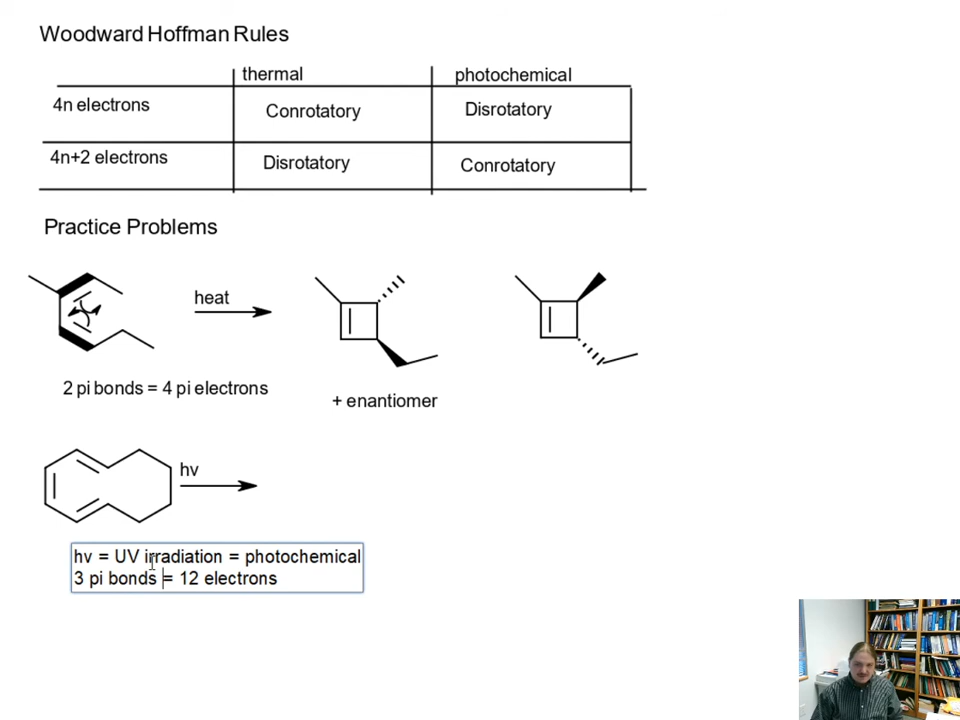 Woodward Hoffman Rules
thermal photochemical
4n electrons Conrotatory Disrotatory
4n+2 electrons Disrotatory Conrotatory
Practice Problems
heat
2 pi bonds = 4 pi electrons
+ enantiomer
hv
hv = UV irradiation = photochemical
3 pi bonds = 12 electrons